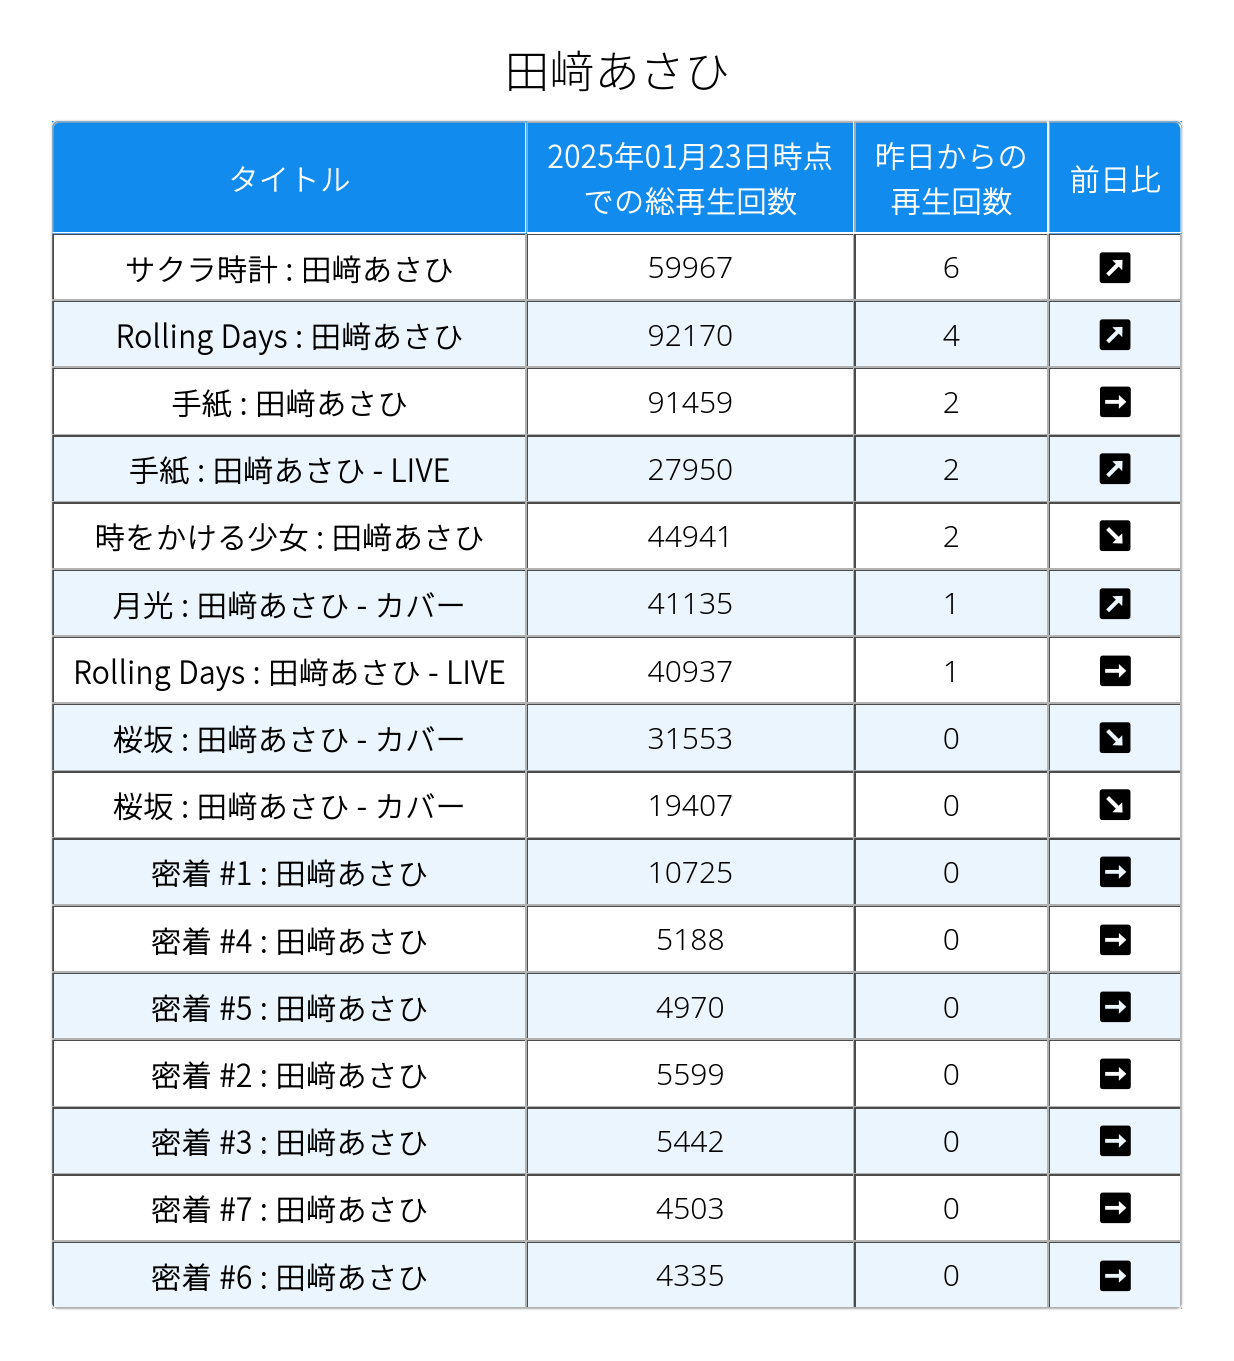 田﨑あさひ
タイトル
2025年01月23日時点
での総再生回数
昨日からの
再生回数
前日比
サクラ時計 : 田﨑あさひ 59967 6 ↗
Rolling Days : 田﨑あさひ 92170 4 ↗
手紙 : 田﨑あさひ 91459 2 →
手紙 : 田﨑あさひ - LIVE 27950 2 ↗
時をかける少女 : 田﨑あさひ 44941 2 ↘
月光 : 田﨑あさひ - カバー 41135 1 ↗
Rolling Days : 田﨑あさひ - LIVE 40937 1 →
桜坂 : 田﨑あさひ - カバー 31553 0 ↘
桜坂 : 田﨑あさひ - カバー 19407 0 ↘
密着 #1 : 田﨑あさひ 10725 0 →
密着 #4 : 田﨑あさひ 5188 0 →
密着 #5 : 田﨑あさひ 4970 0 →
密着 #2 : 田﨑あさひ 5599 0 →
密着 #3 : 田﨑あさひ 5442 0 →
密着 #7 : 田﨑あさひ 4503 0 →
密着 #6 : 田﨑あさひ 4335 0 →